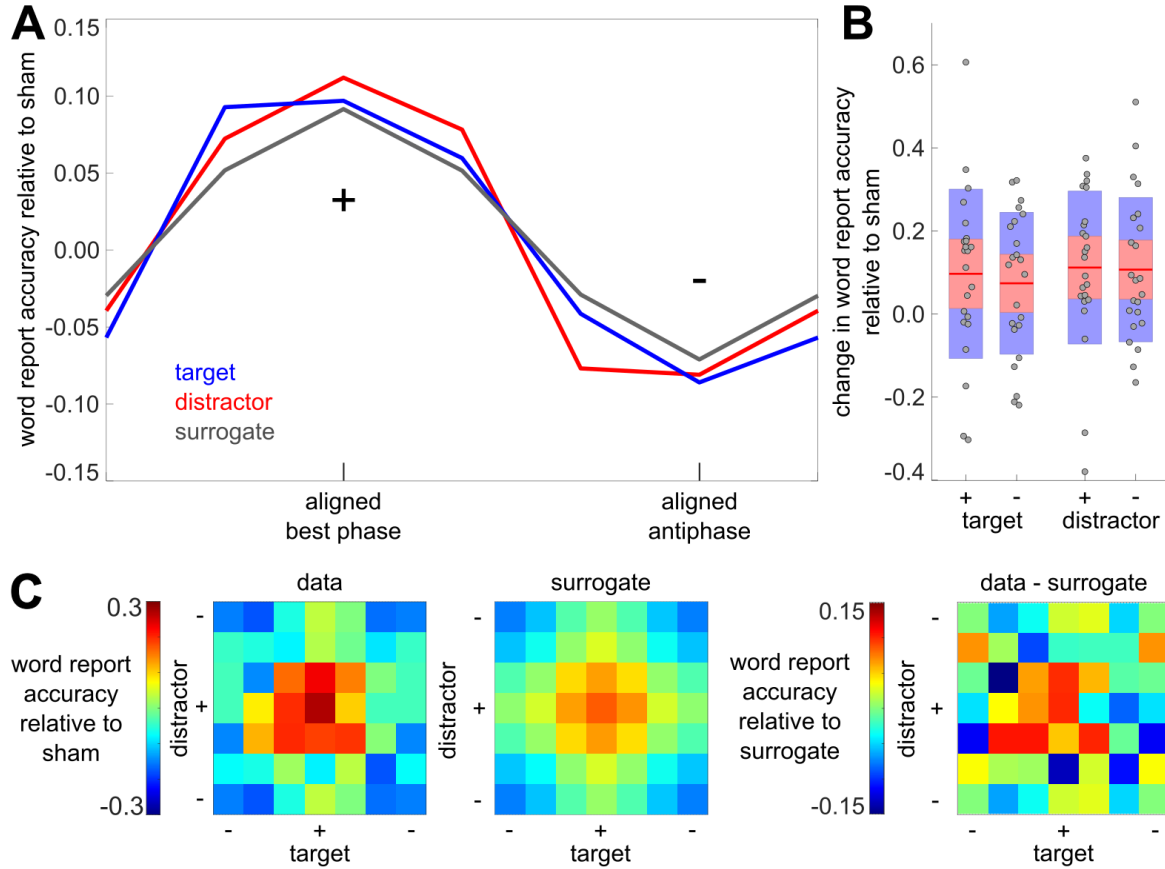 A
0.15
0.10
0.05
0.00
-0.05
-0.10
-0.15
word report accuracy relative to sham
+
-
target
distractor
surrogate
aligned
best phase
aligned
antiphase
B
0.6
0.4
0.2
0.0
-0.2
-0.4
change in word report accuracy
relative to sham
+ - + -
target distractor
C
word report
accuracy
relative to
sham
0.3
-0.3
data
distractor
-
+
-
- + -
target
surrogate
distractor
-
+
-
- + -
target
word report
accuracy
relative to
surrogate
0.15
-0.15
data - surrogate
distractor
-
+
-
- + -
target